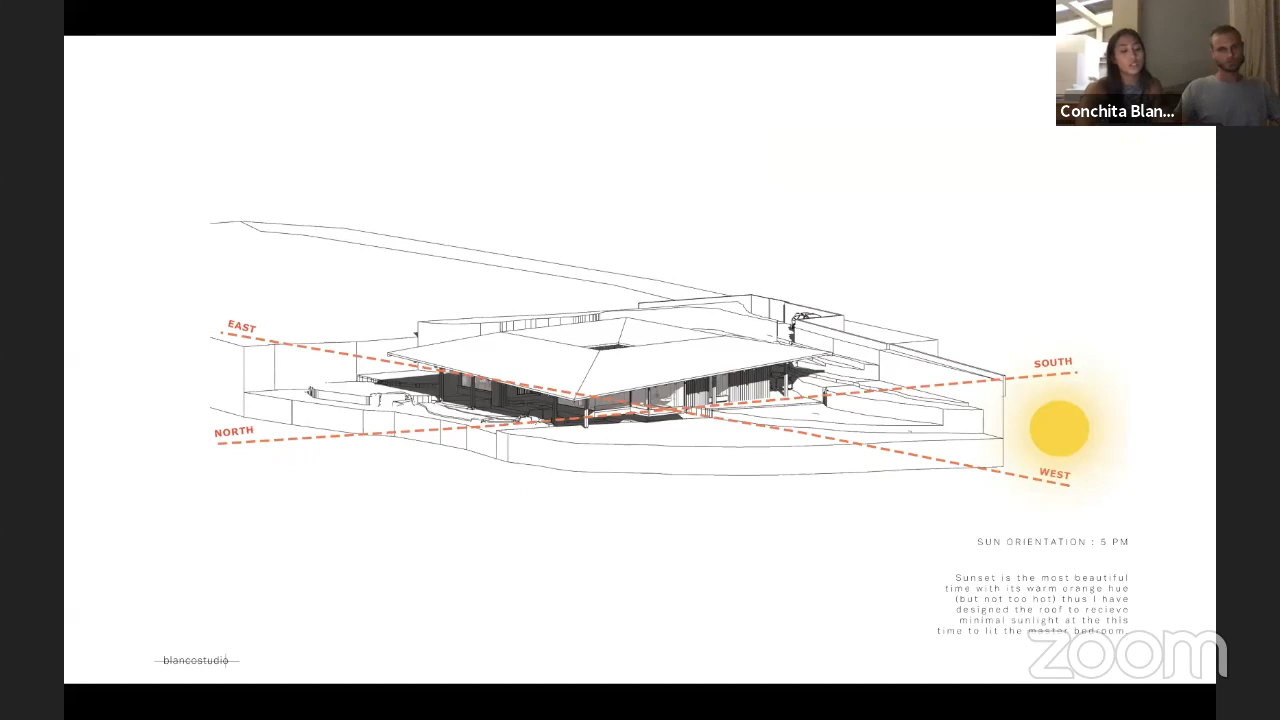 Conchita Blan...
EAST
SOUTH
NORTH
WEST
SUN ORIENTATION : 5 PM
Sunset is the most beautiful
time with its warm orange hue
(but not too hot) thus I have
designed the roof to recieve
minimal sunlight at the this
time to lit the master bedroom.
zoom
blancostudio